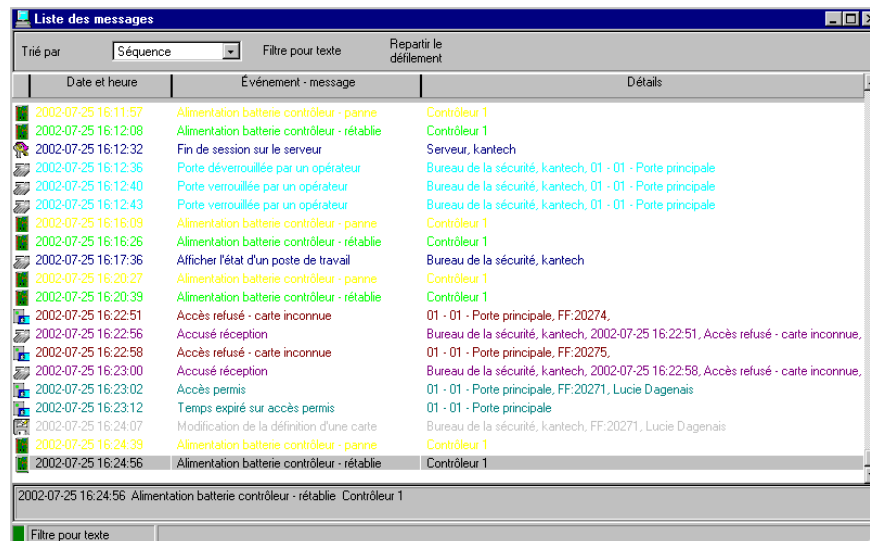 Liste des messages
Trié par Séquence Filtre pour texte Repartir le défilement
Date et heure Événement - message Détails
2002-07-25 16:11:57 Alimentation batterie contrôleur - panne Contrôleur 1
2002-07-25 16:12:08 Alimentation batterie contrôleur - rétablie Contrôleur 1
2002-07-25 16:12:32 Fin de session sur le serveur Serveur, kantech
2002-07-25 16:12:36 Porte déverrouillée par un opérateur Bureau de la sécurité, kantech, 01 - 01 - Porte principale
2002-07-25 16:12:40 Porte verrouillée par un opérateur Bureau de la sécurité, kantech, 01 - 01 - Porte principale
2002-07-25 16:12:43 Porte verrouillée par un opérateur Bureau de la sécurité, kantech, 01 - 01 - Porte principale
2002-07-25 16:16:09 Alimentation batterie contrôleur - panne Contrôleur 1
2002-07-25 16:16:26 Alimentation batterie contrôleur - rétablie Contrôleur 1
2002-07-25 16:17:36 Afficher l'état d'un poste de travail Bureau de la sécurité, kantech
2002-07-25 16:20:27 Alimentation batterie contrôleur - panne Contrôleur 1
2002-07-25 16:20:39 Alimentation batterie contrôleur - rétablie Contrôleur 1
2002-07-25 16:22:51 Accès refusé - carte inconnue 01 - 01 - Porte principale, FF:20274,
2002-07-25 16:22:56 Accusé réception Bureau de la sécurité, kantech, 2002-07-25 16:22:51, Accès refusé - carte inconnue,
2002-07-25 16:22:58 Accès refusé - carte inconnue 01 - 01 - Porte principale, FF:20275,
2002-07-25 16:23:00 Accusé réception Bureau de la sécurité, kantech, 2002-07-25 16:22:58, Accès refusé - carte inconnue,
2002-07-25 16:23:02 Accès permis 01 - 01 - Porte principale, FF:20271, Lucie Dagenais
2002-07-25 16:23:12 Temps expiré sur accès permis 01 - 01 - Porte principale
2002-07-25 16:24:07 Modification de la définition d'une carte Bureau de la sécurité, kantech, FF:20271, Lucie Dagenais
2002-07-25 16:24:39 Alimentation batterie contrôleur - panne Contrôleur 1
2002-07-25 16:24:56 Alimentation batterie contrôleur - rétablie Contrôleur 1
2002-07-25 16:24:56 Alimentation batterie contrôleur - rétablie Contrôleur 1
Filtre pour texte